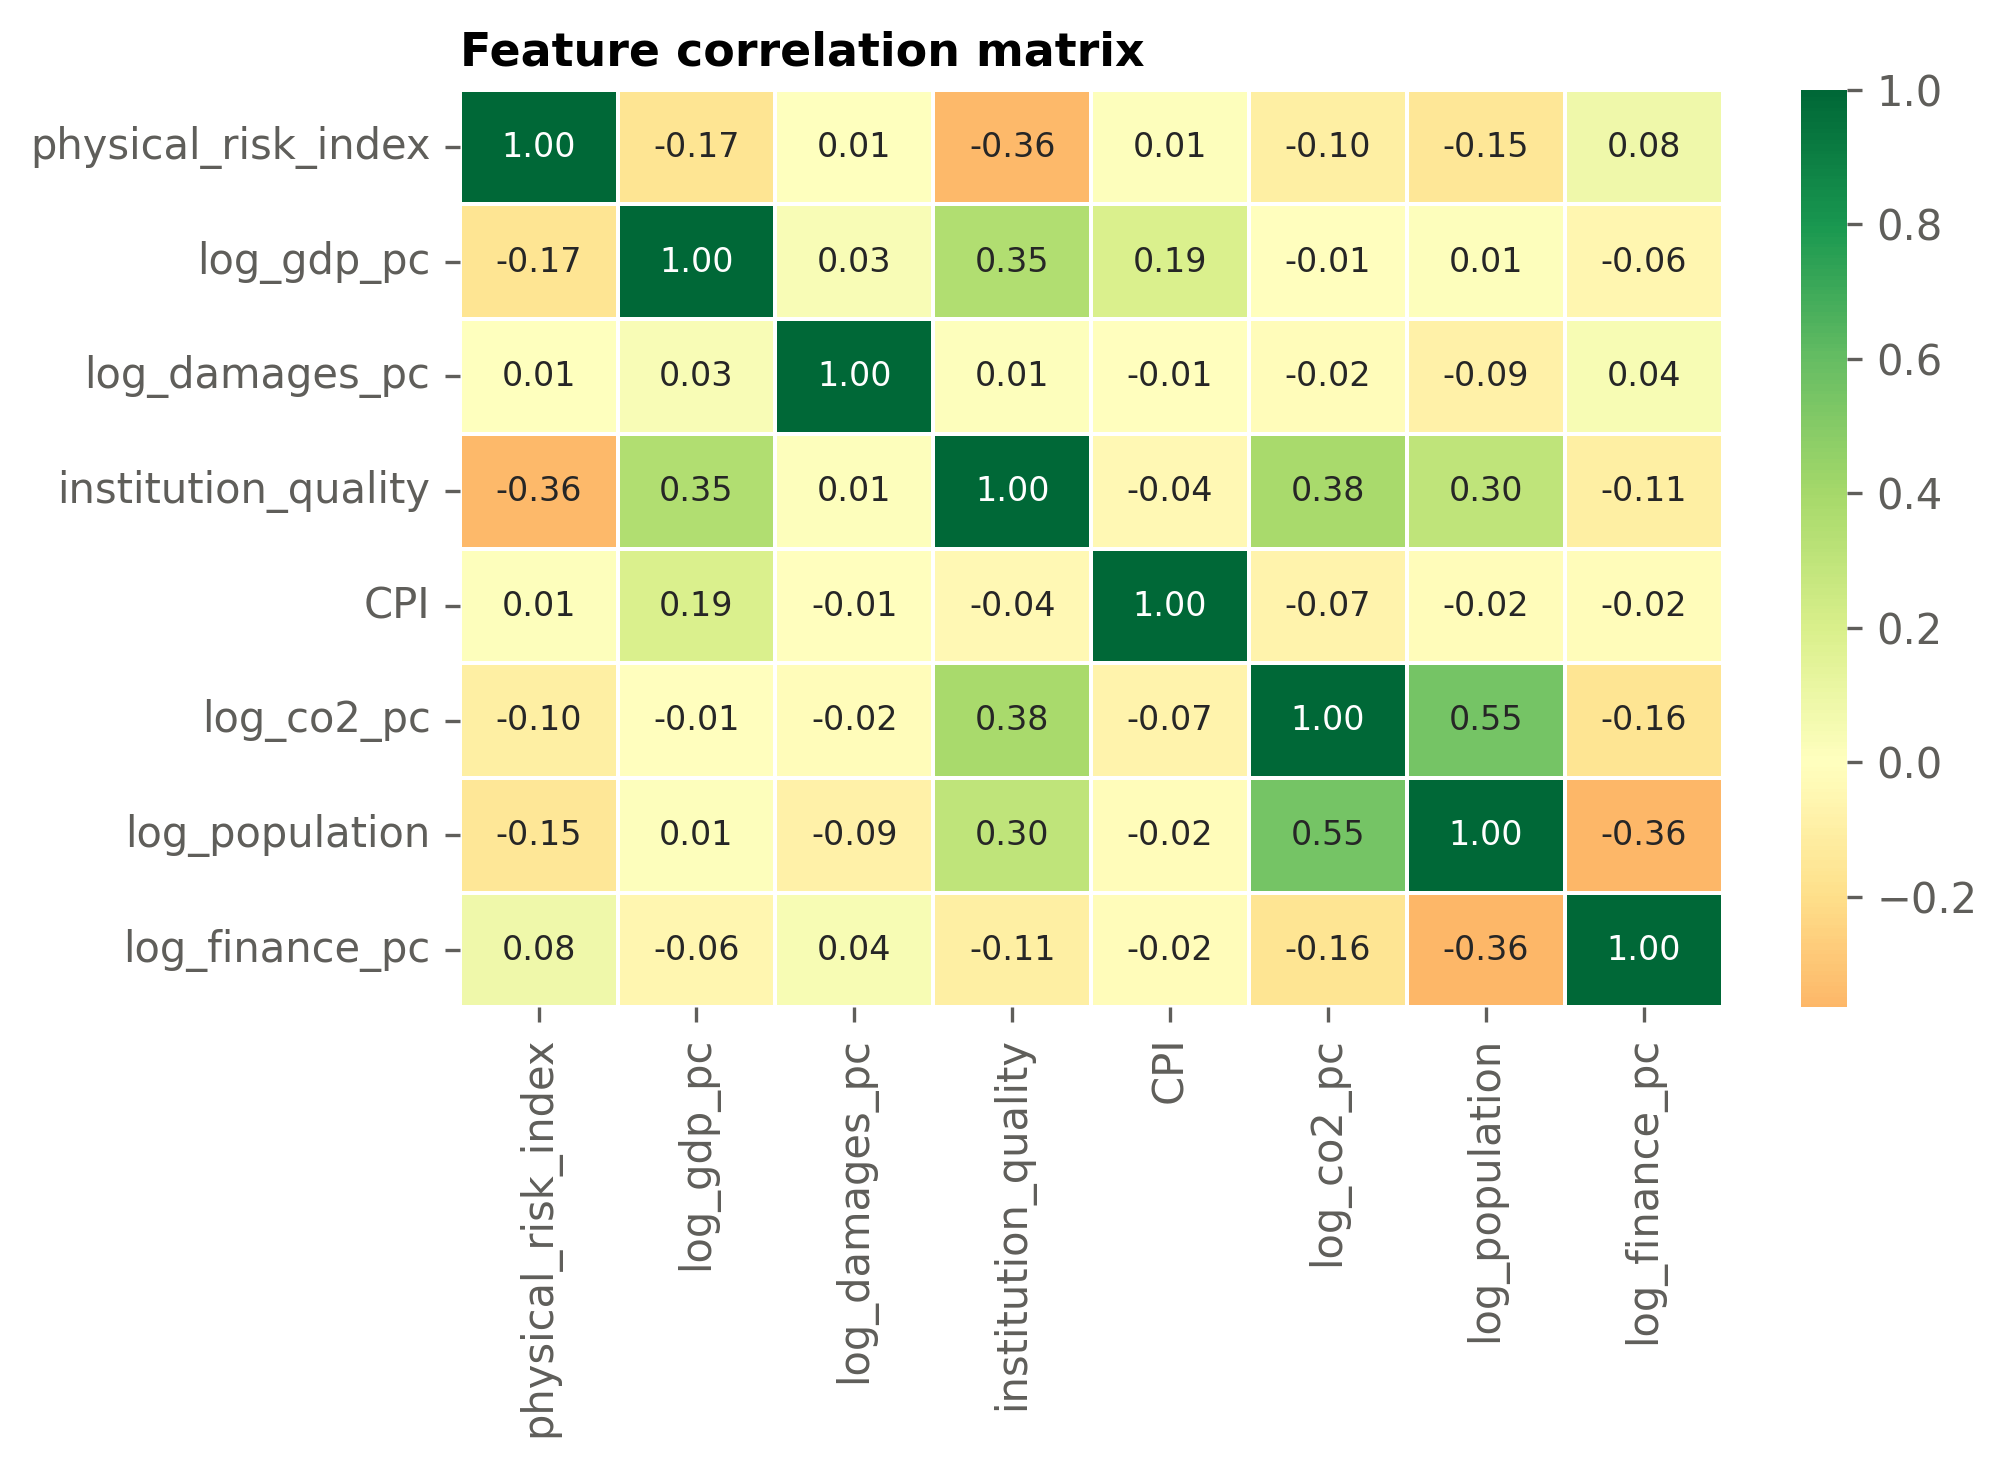 Feature correlation matrix
physical_risk_index 1.00 -0.17 0.01 -0.36 0.01 -0.10 -0.15 0.08
log_gdp_pc -0.17 1.00 0.03 0.35 0.19 -0.01 0.01 -0.06
log_damages_pc 0.01 0.03 1.00 0.01 -0.01 -0.02 -0.09 0.04
institution_quality -0.36 0.35 0.01 1.00 -0.04 0.38 0.30 -0.11
CPI 0.01 0.19 -0.01 -0.04 1.00 -0.07 -0.02 -0.02
log_co2_pc -0.10 -0.01 -0.02 0.38 -0.07 1.00 0.55 -0.16
log_population -0.15 0.01 -0.09 0.30 -0.02 0.55 1.00 -0.36
log_finance_pc 0.08 -0.06 0.04 -0.11 -0.02 -0.16 -0.36 1.00
physical_risk_index
log_gdp_pc
log_damages_pc
institution_quality
CPI
log_co2_pc
log_population
log_finance_pc
1.0
0.8
0.6
0.4
0.2
0.0
−0.2